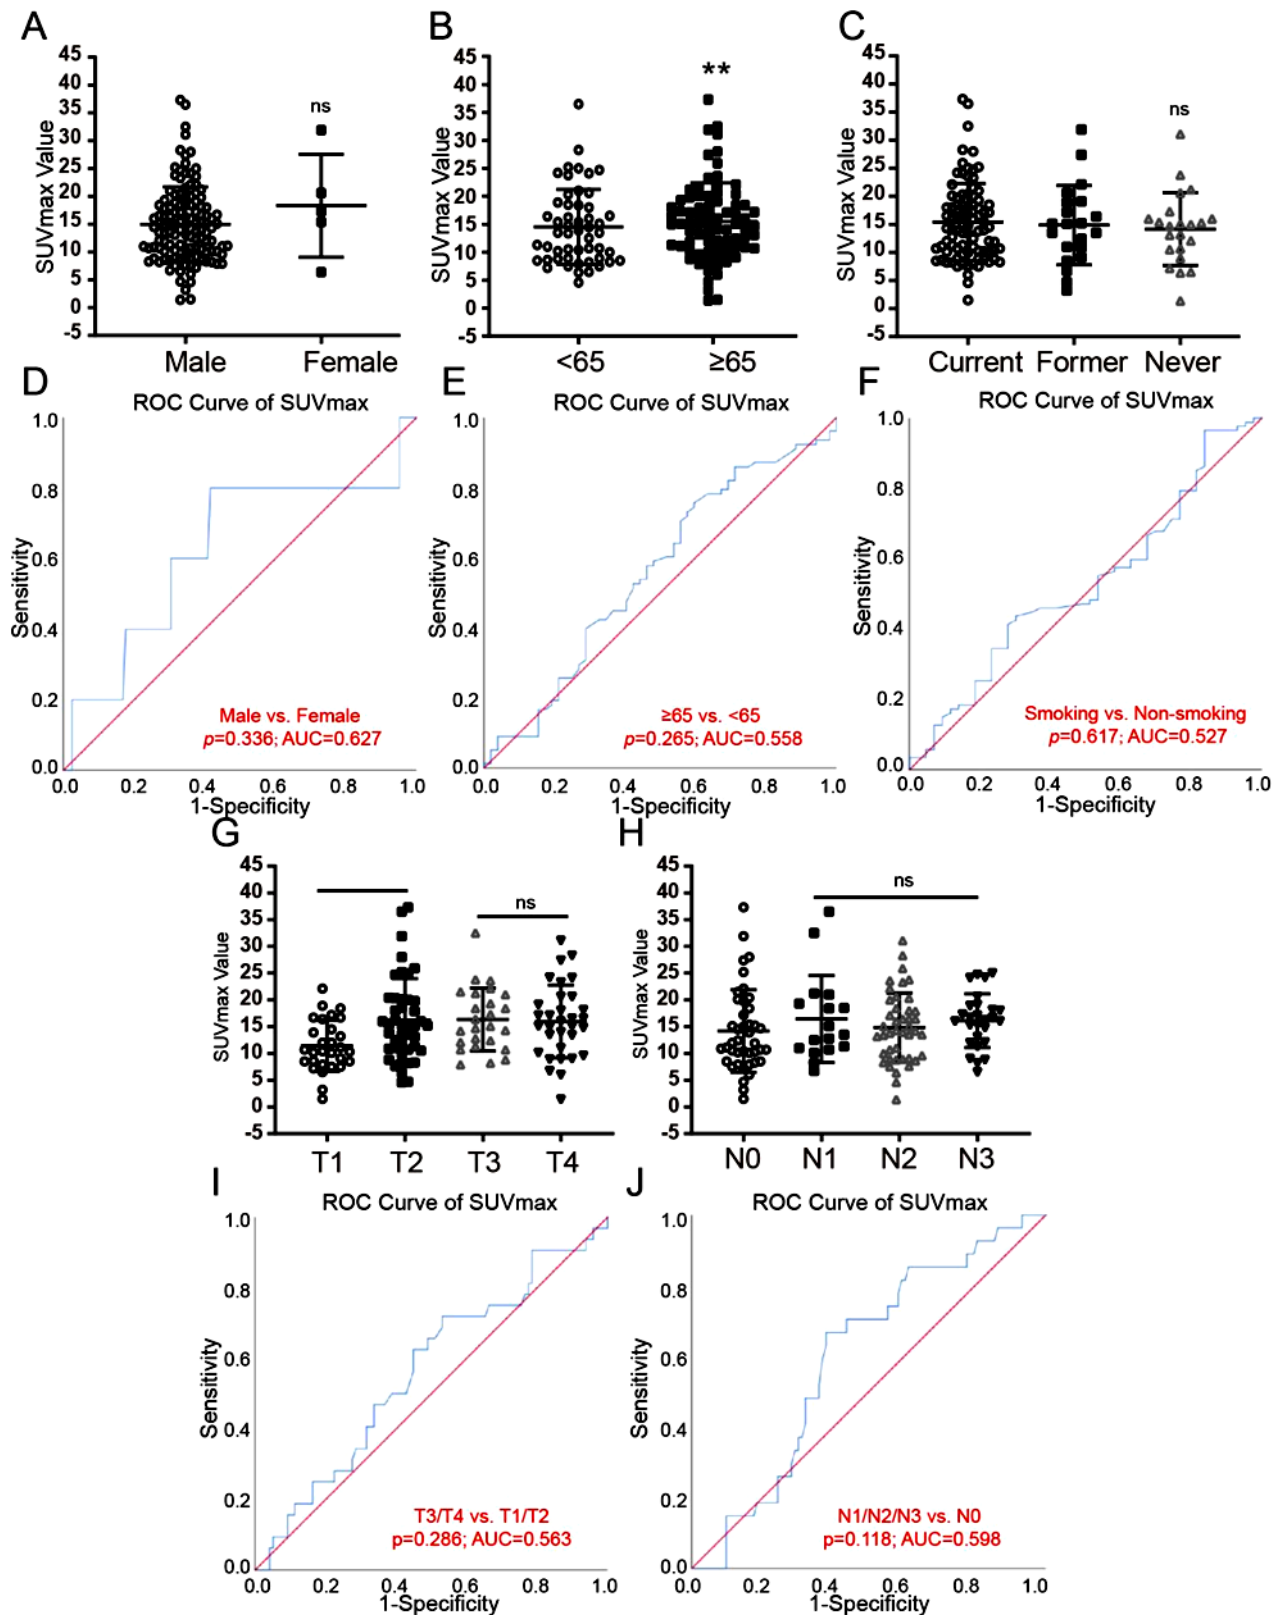 A
SUVmax Value
45
40
35
30
25
20
15
10
5
0
-5
ns
Male
Female
B
SUVmax Value
45
40
35
30
25
20
15
10
5
0
-5
**
<65
≥65
C
SUVmax Value
45
40
35
30
25
20
15
10
5
0
-5
ns
Current
Former
Never
D
ROC Curve of SUVmax
Sensitivity
1.0
0.8
0.6
0.4
0.2
0.0
Male vs. Female
p=0.336; AUC=0.627
0.0 0.2 0.4 0.6 0.8 1.0
1-Specificity
E
ROC Curve of SUVmax
Sensitivity
1.0
0.8
0.6
0.4
0.2
0.0
≥65 vs. <65
p=0.265; AUC=0.558
0.0 0.2 0.4 0.6 0.8 1.0
1-Specificity
F
ROC Curve of SUVmax
Sensitivity
1.0
0.8
0.6
0.4
0.2
0.0
Smoking vs. Non-smoking
p=0.617; AUC=0.527
0.0 0.2 0.4 0.6 0.8 1.0
1-Specificity
G
SUVmax Value
45
40
35
30
25
20
15
10
5
0
-5
ns
T1 T2 T3 T4
H
SUVmax Value
45
40
35
30
25
20
15
10
5
0
-5
ns
N0 N1 N2 N3
I
ROC Curve of SUVmax
Sensitivity
1.0
0.8
0.6
0.4
0.2
0.0
T3/T4 vs. T1/T2
p=0.286; AUC=0.563
0.0 0.2 0.4 0.6 0.8 1.0
1-Specificity
J
ROC Curve of SUVmax
Sensitivity
1.0
0.8
0.6
0.4
0.2
0.0
N1/N2/N3 vs. N0
p=0.118; AUC=0.598
0.0 0.2 0.4 0.6 0.8 1.0
1-Specificity